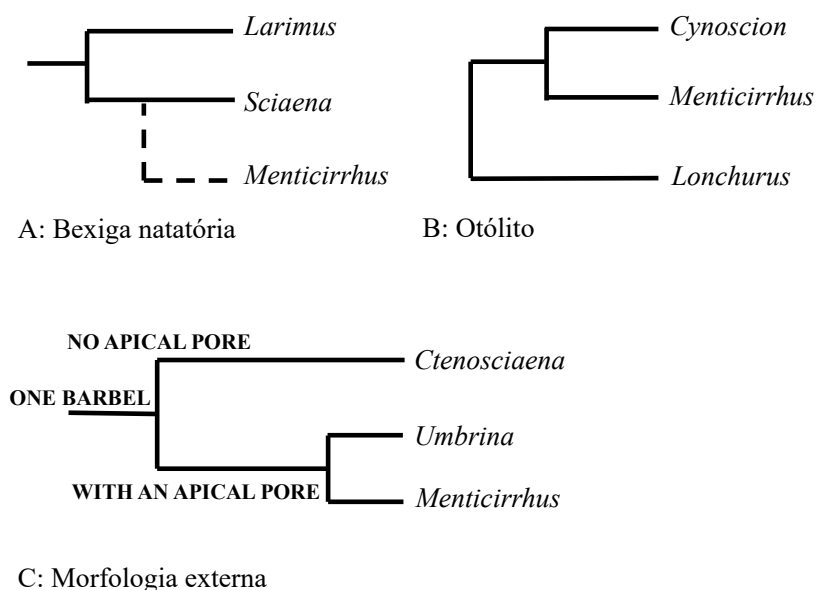 Larimus
Sciaena
Menticirrhus
A: Bexiga natatória
Cynoscion
Menticirrhus
Lonchurus
B: Otólito
NO APICAL PORE
Ctenosciaena
ONE BARBEL
Umbrina
WITH AN APICAL PORE
Menticirrhus
C: Morfologia externa